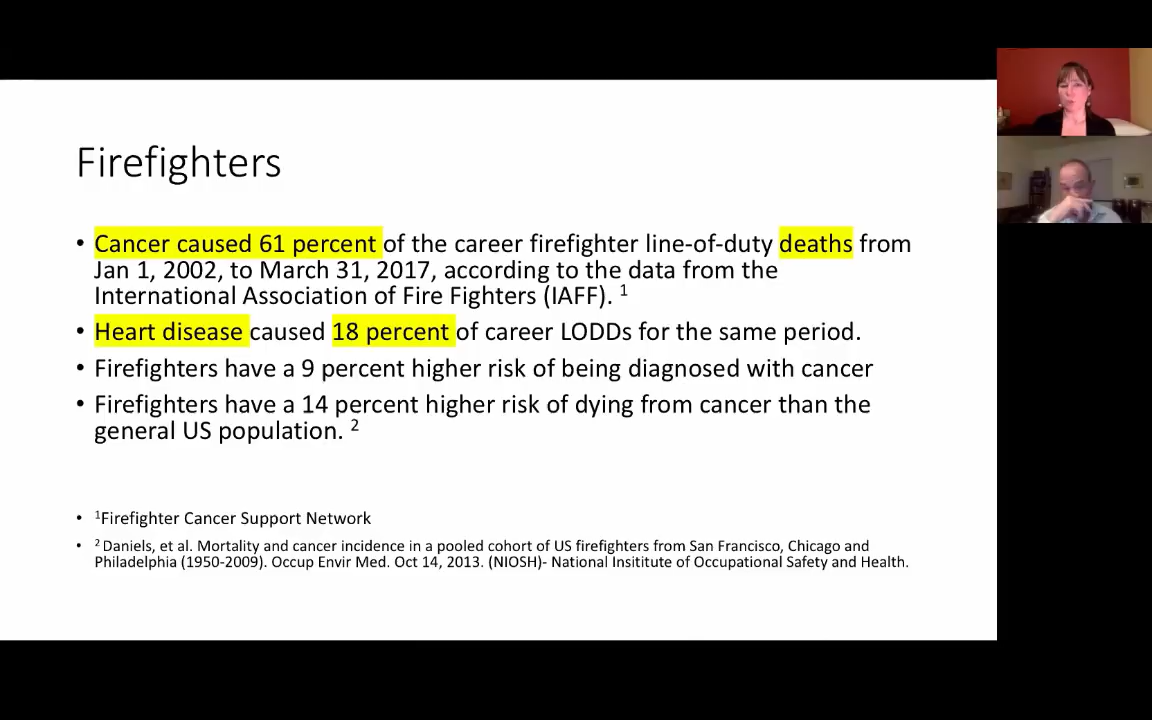 Firefighters
• Cancer caused 61 percent of the career firefighter line-of-duty deaths from
Jan 1, 2002, to March 31, 2017, according to the data from the
International Association of Fire Fighters (IAFF). 1
• Heart disease caused 18 percent of career LODDs for the same period.
• Firefighters have a 9 percent higher risk of being diagnosed with cancer
• Firefighters have a 14 percent higher risk of dying from cancer than the
general US population. 2
• 1Firefighter Cancer Support Network
• 2 Daniels, et al. Mortality and cancer incidence in a pooled cohort of US firefighters from San Francisco, Chicago and
Philadelphia (1950-2009). Occup Envir Med. Oct 14, 2013. (NIOSH)- National Insititute of Occupational Safety and Health.